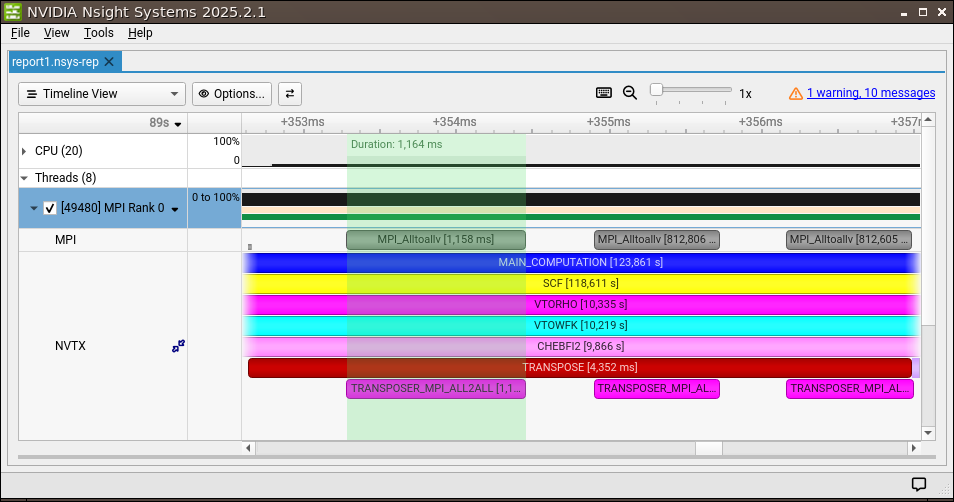 NVIDIA Nsight Systems 2025.2.1
File View Tools Help
report1.nsys-rep
Timeline View
Options...
1x
1 warning, 10 messages
89s
+353ms +354ms +355ms +356ms +357m
CPU (20)
100%
0
Duration: 1,164 ms
Threads (8)
[49480] MPI Rank 0
0 to 100%
MPI
MPI_Alltoallv [1,158 ms]
MPI_Alltoallv [812,806 ...
MPI_Alltoallv [812,605 ...
NVTX
MAIN_COMPUTATION [123,861 s]
SCF [118,611 s]
VTORHO [10,335 s]
VTOWFK [10,219 s]
CHEBFI2 [9,866 s]
TRANSPOSE [4,352 ms]
TRANSPOSER_MPI_ALL2ALL [1,1...
TRANSPOSER_MPI_AL...
TRANSPOSER_MPI_AL...